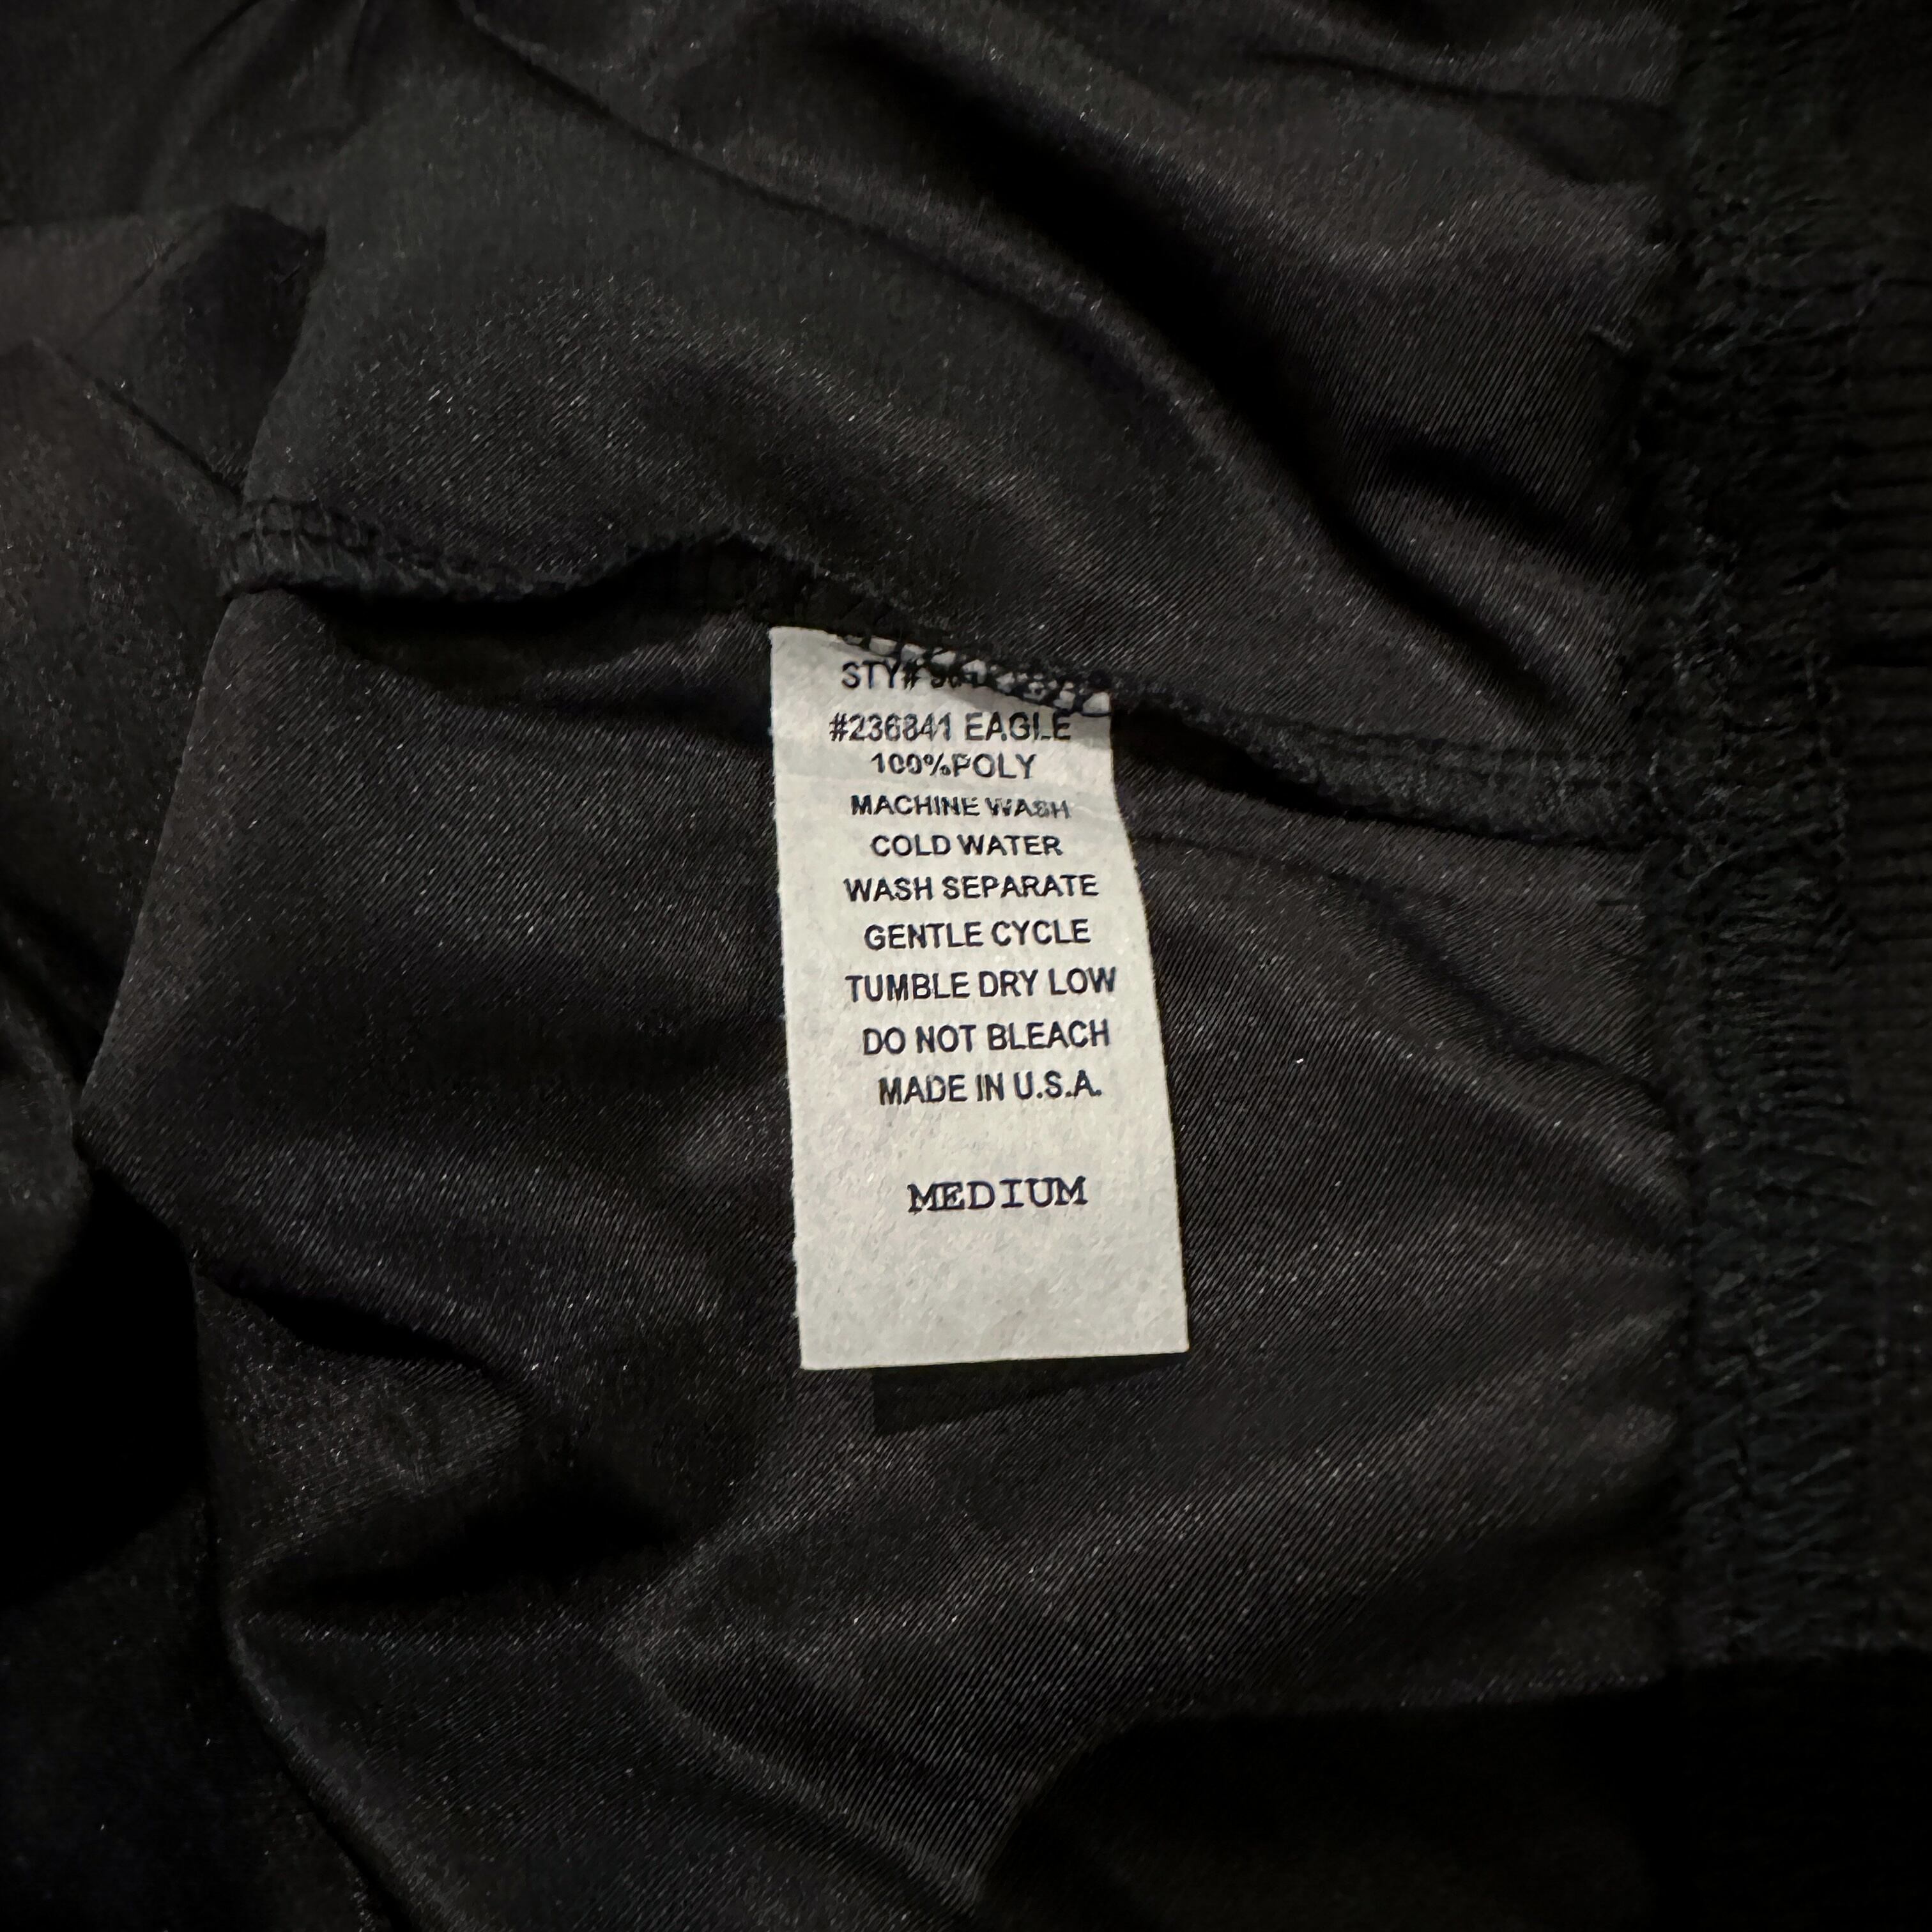 STY#
#236841 EAGLE
100%POLY
MACHINE WASH
COLD WATER
WASH SEPARATE
GENTLE CYCLE
TUMBLE DRY LOW
DO NOT BLEACH
MADE IN U.S.A.
MEDIUM